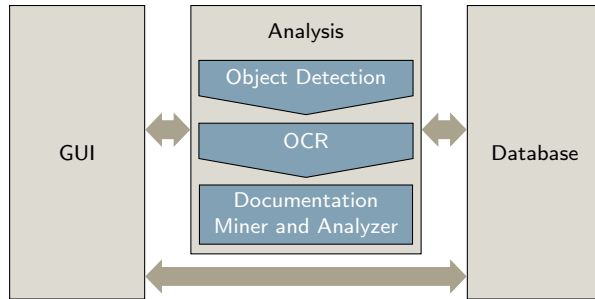 Analysis
Object Detection
OCR
Documentation
Miner and Analyzer
GUI
Database